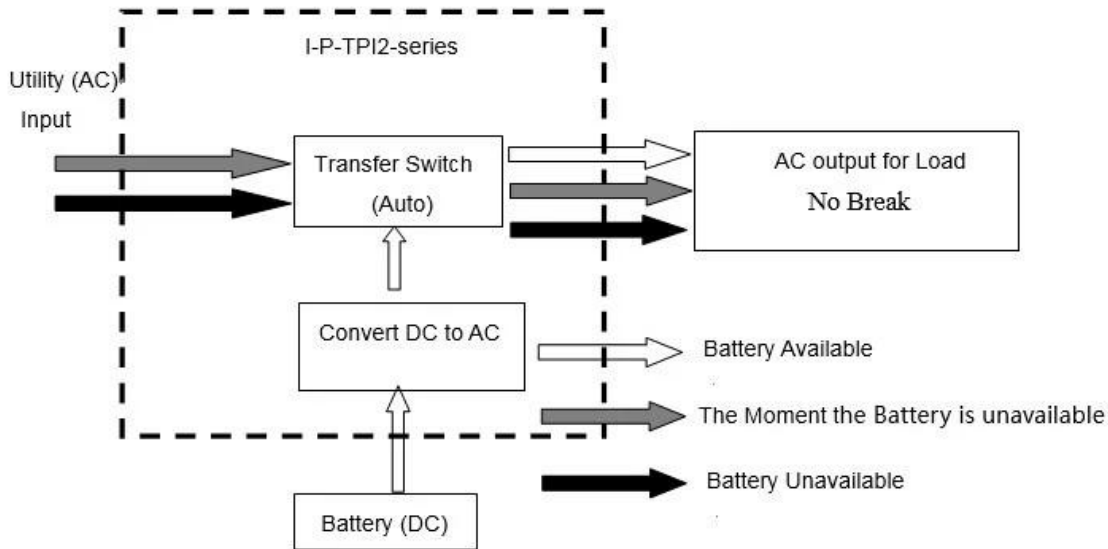 I-P-TPI2-series
Utility (AC)
Input
Transfer Switch
(Auto)
AC output for Load
No Break
Convert DC to AC
Battery Available
The Moment the Battery is unavailable
Battery Unavailable
Battery (DC)